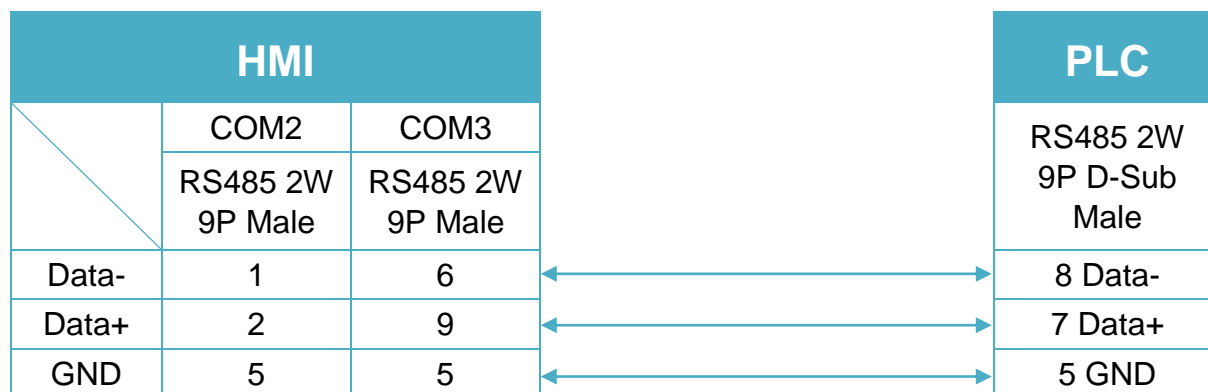 HMI PLC
COM2 COM3
RS485 2W
9P Male
RS485 2W
9P Male
RS485 2W
9P D-Sub
Male
Data- 1 6 8 Data-
Data+ 2 9 7 Data+
GND 5 5 5 GND